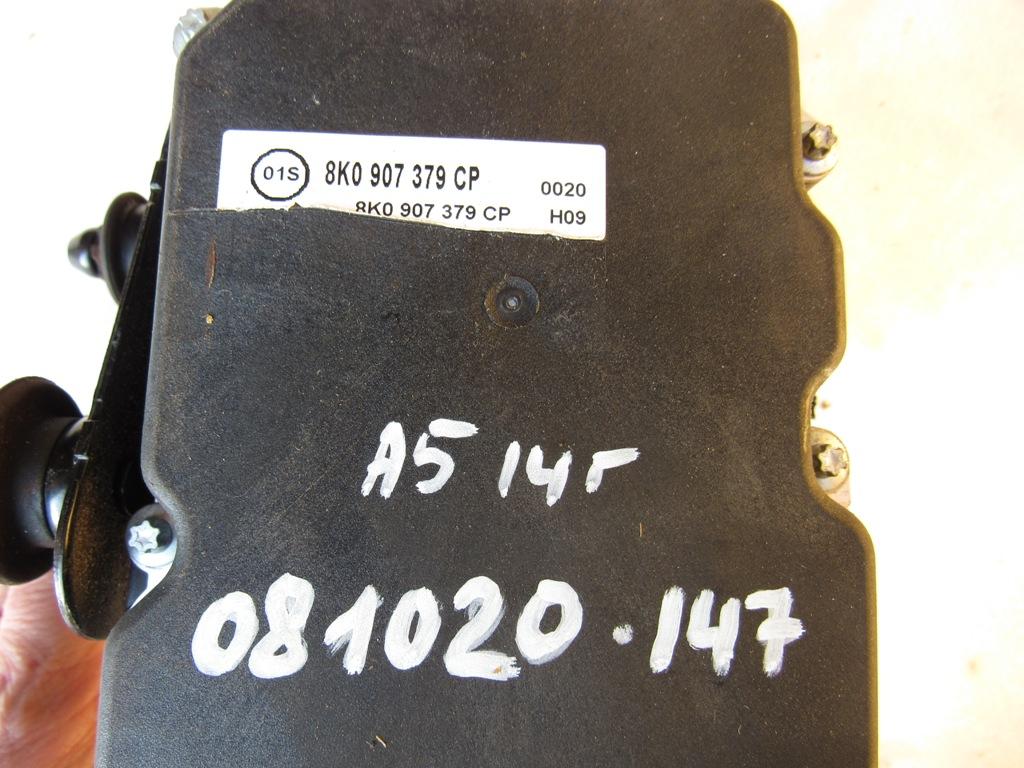 01S 8K0 907 379 CP 0020
8K0 907 379 CP H09
A5 14г
081020.147